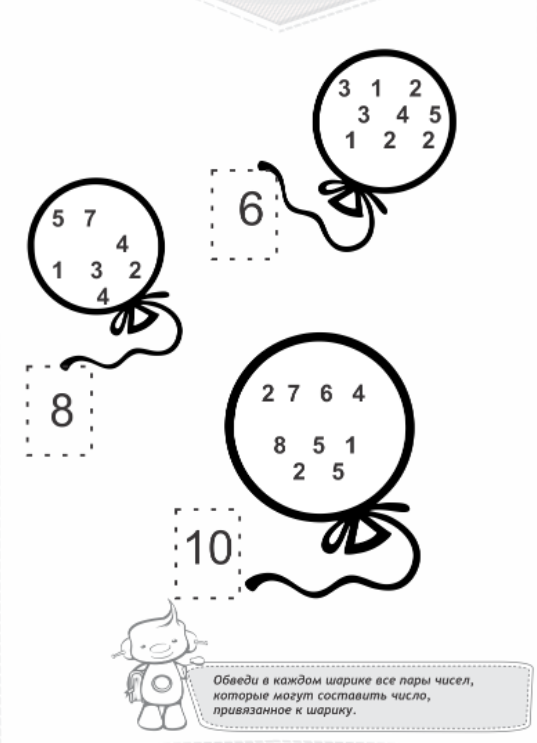 3 1 2
3 4 5
1 2 2
6
5 7
4
1 3 2
4
8
2 7 6 4
8 5 1
2 5
10
Обведи в каждом шарике все пары чисел,
которые могут составить число,
привязанное к шарику.